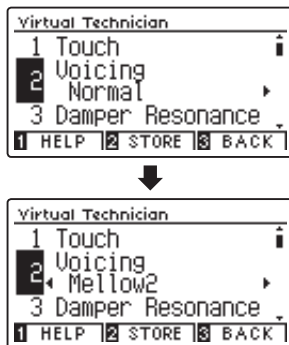 Virtual Technician
1 Touch
2 Voicing
Normal
3 Damper Resonance
1 HELP 2 STORE 3 BACK
Virtual Technician
1 Touch
2 Voicing
Mellow2
3 Damper Resonance
1 HELP 2 STORE 3 BACK